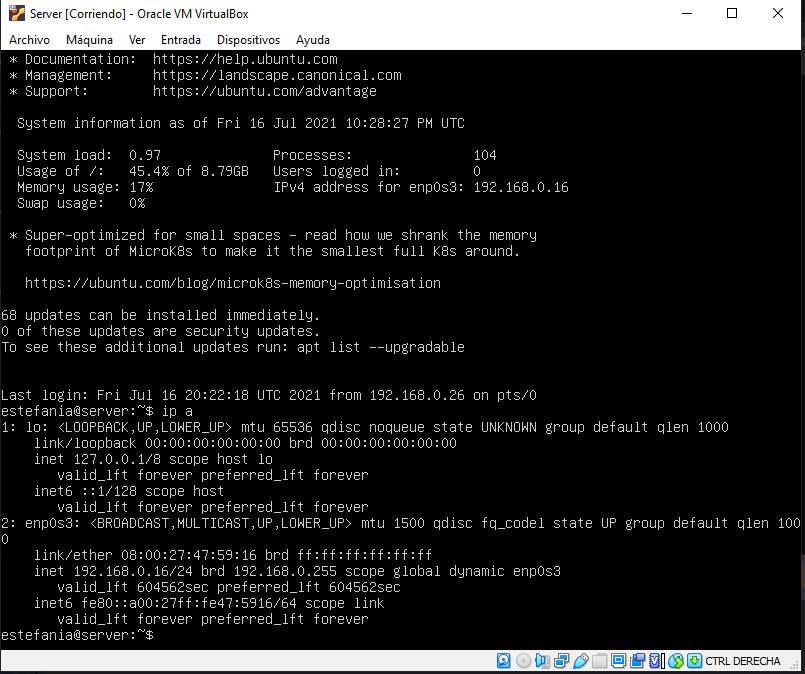 Server [Corriendo] - Oracle VM VirtualBox
Archivo Máquina Ver Entrada Dispositivos Ayuda
 * Documentation:  https://help.ubuntu.com
 * Management:     https://landscape.canonical.com
 * Support:        https://ubuntu.com/advantage
  System information as of Fri 16 Jul 2021 10:28:27 PM UTC
  System load:  0.97              Processes:               104
  Usage of /:   45.4% of 8.79GB   Users logged in:         0
  Memory usage: 17%               IPv4 address for enp0s3: 192.168.0.16
  Swap usage:   0%
 * Super-optimized for small spaces - read how we shrank the memory
   footprint of MicroK8s to make it the smallest full K8s around.
   https://ubuntu.com/blog/microk8s-memory-optimisation
68 updates can be installed immediately.
0 of these updates are security updates.
To see these additional updates run: apt list --upgradable
Last login: Fri Jul 16 20:22:18 UTC 2021 from 192.168.0.26 on pts/0
estefania@server:~$ ip a
1: lo: <LOOPBACK,UP,LOWER_UP> mtu 65536 qdisc noqueue state UNKNOWN group default qlen 1000
    link/loopback 00:00:00:00:00:00 brd 00:00:00:00:00:00
    inet 127.0.0.1/8 scope host lo
       valid_lft forever preferred_lft forever
    inet6 ::1/128 scope host
       valid_lft forever preferred_lft forever
2: enp0s3: <BROADCAST,MULTICAST,UP,LOWER_UP> mtu 1500 qdisc fq_codel state UP group default qlen 100
0
    link/ether 08:00:27:47:59:16 brd ff:ff:ff:ff:ff:ff
    inet 192.168.0.16/24 brd 192.168.0.255 scope global dynamic enp0s3
       valid_lft 604562sec preferred_lft 604562sec
    inet6 fe80::a00:27ff:fe47:5916/64 scope link
       valid_lft forever preferred_lft forever
estefania@server:~$
CTRL DERECHA